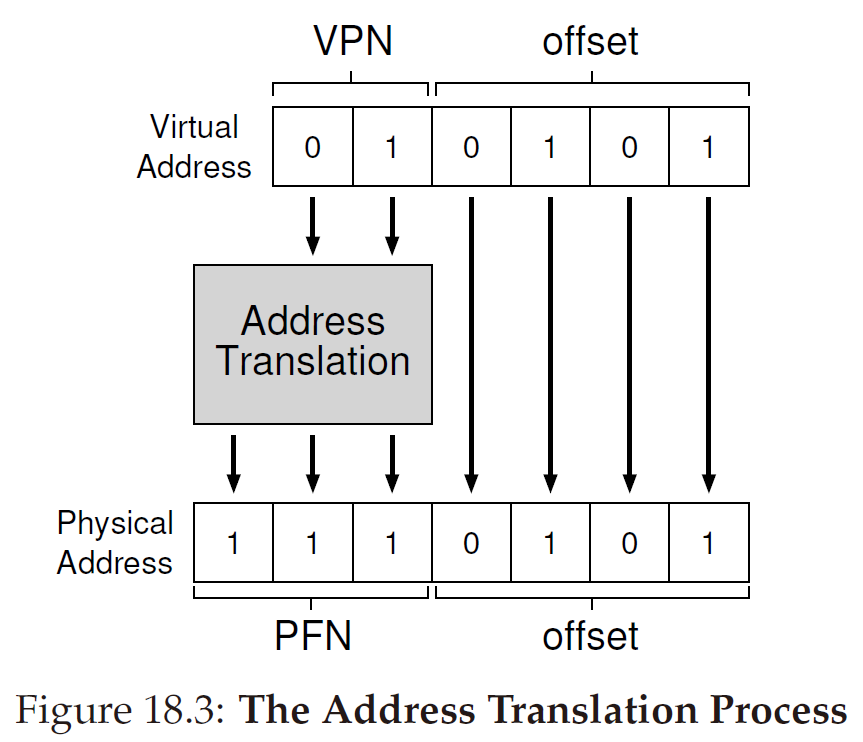 VPN offset
Virtual
Address
0 1 0 1 0 1
Address
Translation
Physical
Address
1 1 1 0 1 0 1
PFN offset
Figure 18.3: The Address Translation Process